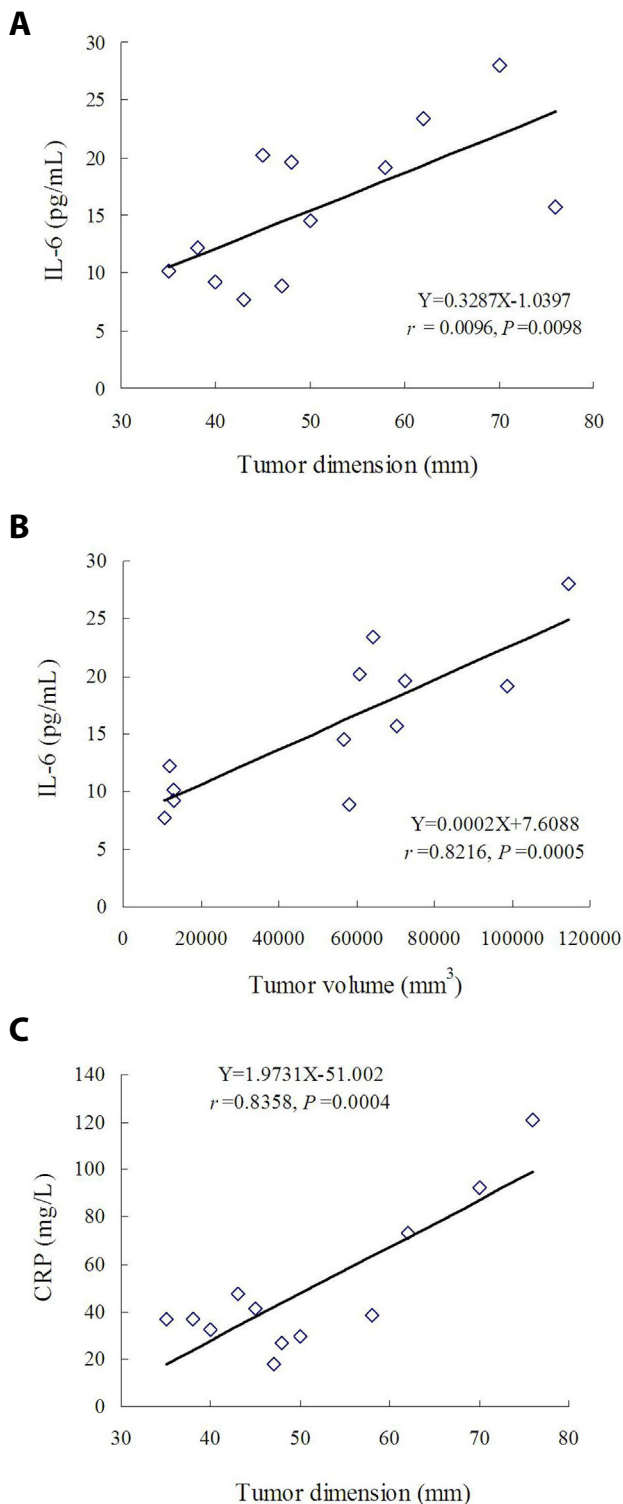 A
30
25
20
15
10
5
0
IL-6 (pg/mL)
Y=0.3287X-1.0397
r = 0.0096, P=0.0098
30 40 50 60 70 80
Tumor dimension (mm)
B
30
25
20
15
10
5
0
IL-6 (pg/mL)
Y=0.0002X+7.6088
r=0.8216, P=0.0005
0 20000 40000 60000 80000 100000 120000
Tumor volume (mm³)
C
140
120
100
80
60
40
20
0
CRP (mg/L)
Y=1.9731X-51.002
r=0.8358, P=0.0004
30 40 50 60 70 80
Tumor dimension (mm)